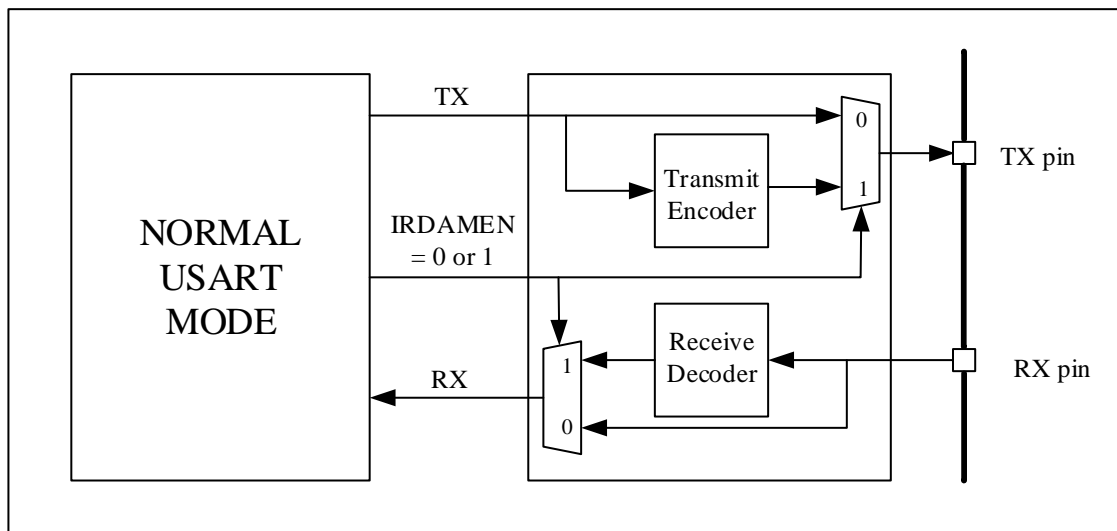 TX
0
TX pin
Transmit
Encoder
1
NORMAL
USART
MODE
IRDAMEN
= 0 or 1
Receive
Decoder
1
RX
0
RX pin